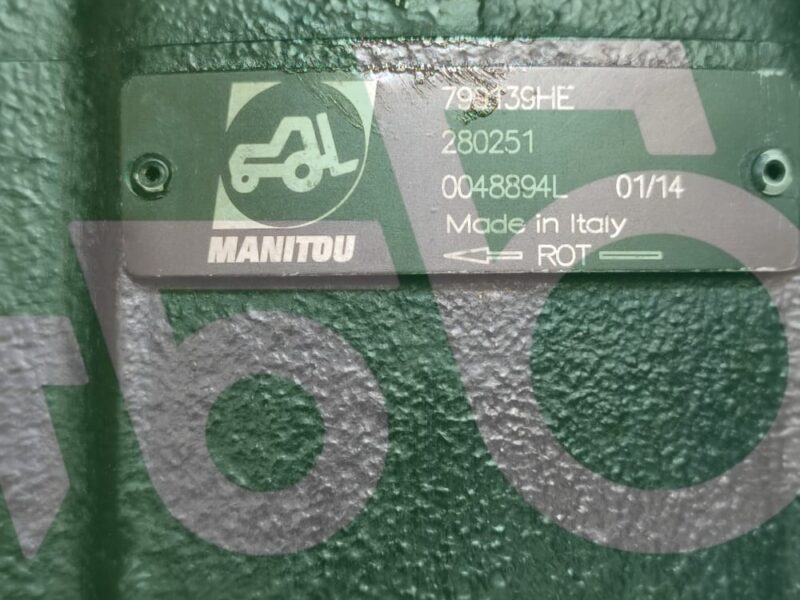 MANITOU
280251
0048894L 01/14
Made in Italy
ROT